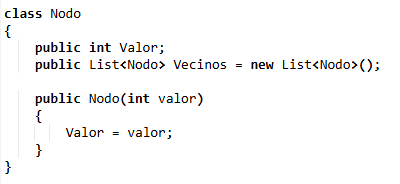 class Nodo
{
    public int Valor;
    public List<Nodo> Vecinos = new List<Nodo>();

    public Nodo(int valor)
    {
        Valor = valor;
    }
}